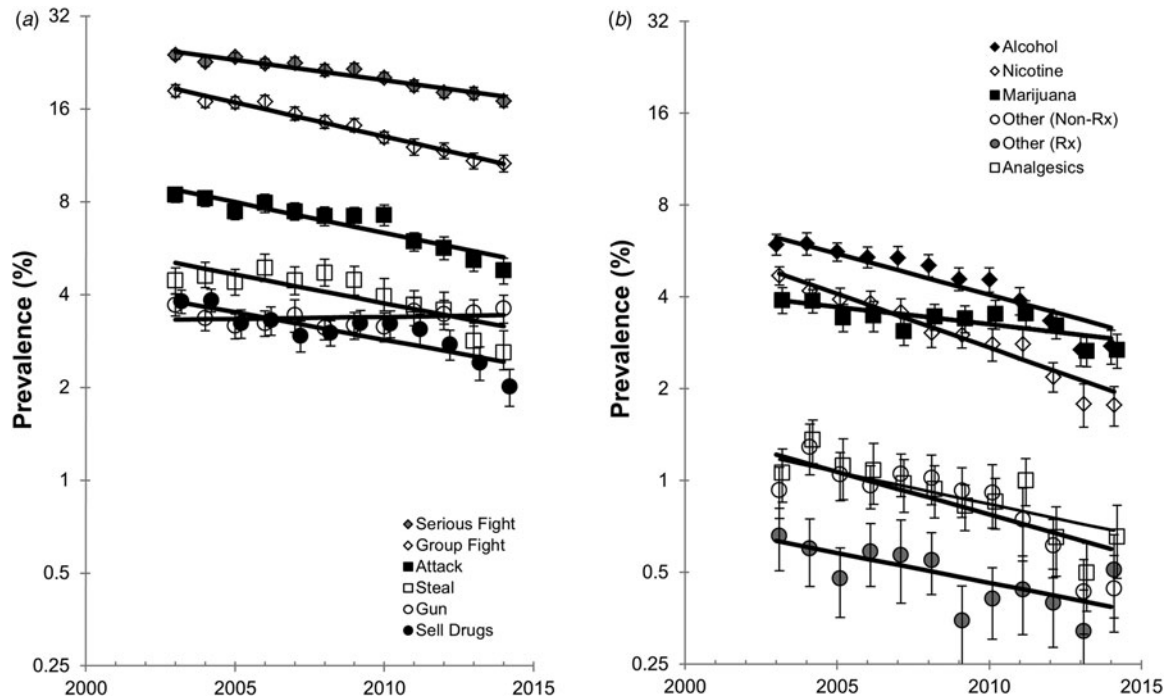 (a)
32
16
8
4
2
1
0.5
0.25
Prevalence (%)
Serious Fight
Group Fight
Attack
Steal
Gun
Sell Drugs
2000
2005
2010
2015
(b)
32
16
8
4
2
1
0.5
0.25
Prevalence (%)
Alcohol
Nicotine
Marijuana
Other (Non-Rx)
Other (Rx)
Analgesics
2000
2005
2010
2015